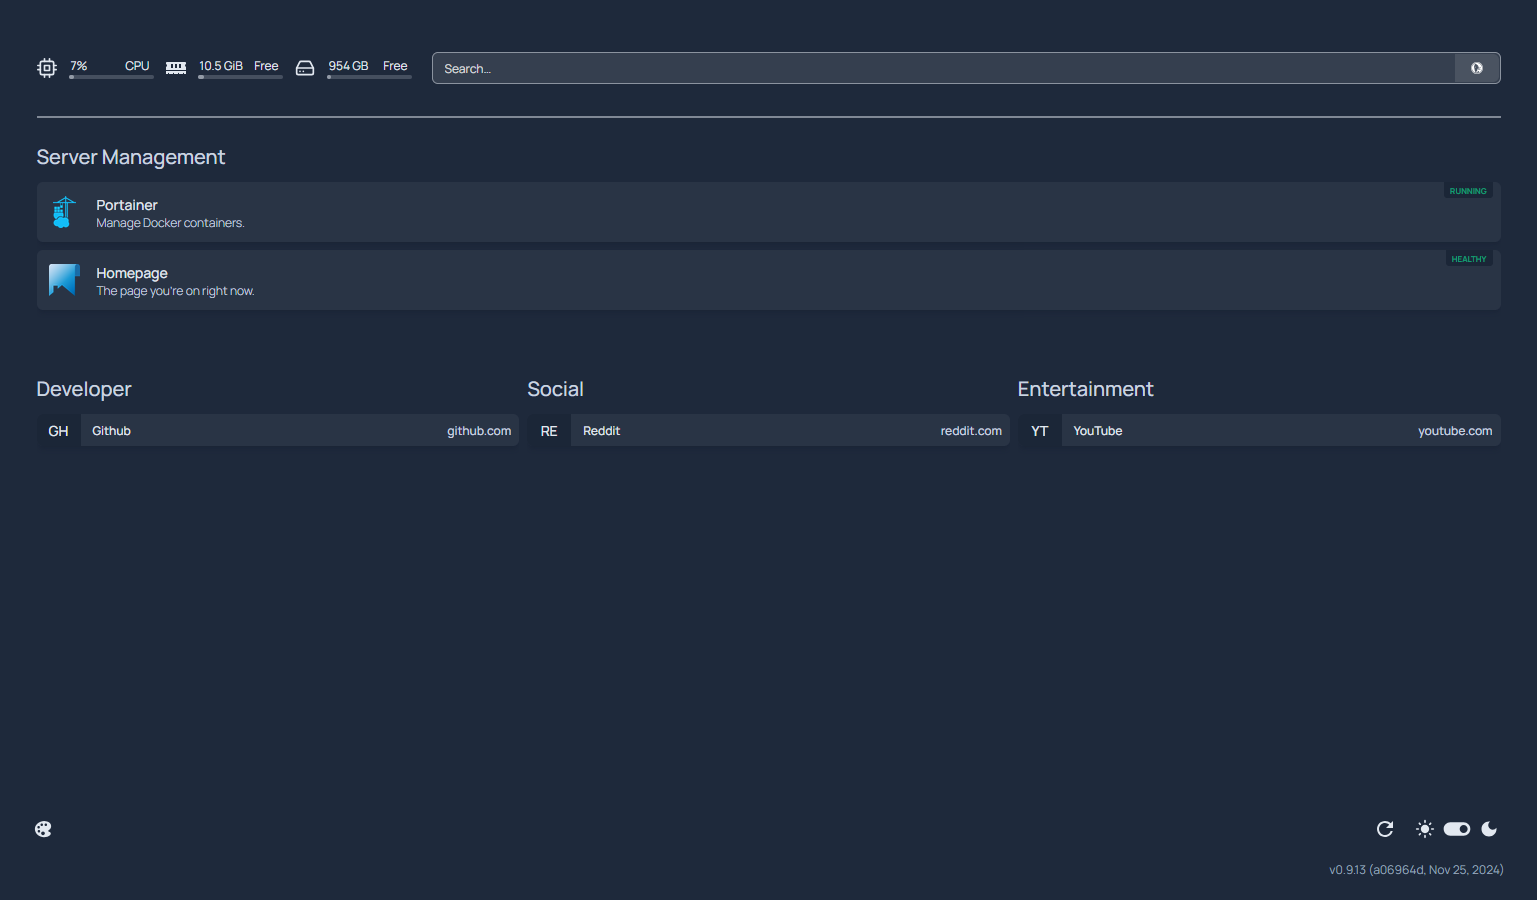 7% CPU 10.5 GiB Free 954 GB Free Search...
Server Management
Portainer
Manage Docker containers.
RUNNING
Homepage
The page you're on right now.
HEALTHY
Developer
GH Github github.com
Social
RE Reddit reddit.com
Entertainment
YT YouTube youtube.com
v0.9.13 (a06964d, Nov 25, 2024)